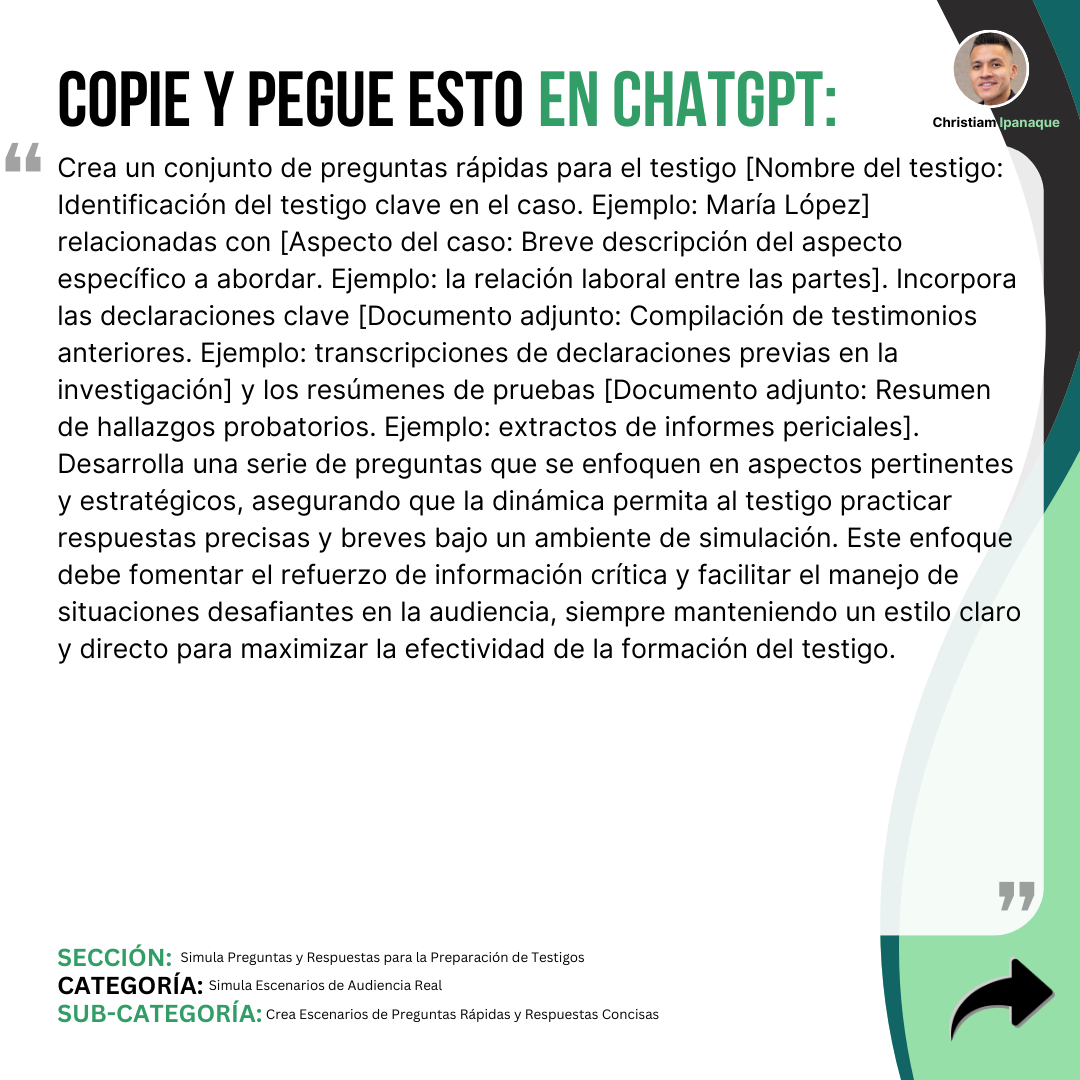 COPIE Y PEGUE ESTO EN CHATGPT:
Christiam Ipanaque
“
Crea un conjunto de preguntas rápidas para el testigo [Nombre del testigo:
Identificación del testigo clave en el caso. Ejemplo: María López]
relacionadas con [Aspecto del caso: Breve descripción del aspecto
específico a abordar. Ejemplo: la relación laboral entre las partes]. Incorpora
las declaraciones clave [Documento adjunto: Compilación de testimonios
anteriores. Ejemplo: transcripciones de declaraciones previas en la
investigación] y los resúmenes de pruebas [Documento adjunto: Resumen
de hallazgos probatorios. Ejemplo: extractos de informes periciales].
Desarrolla una serie de preguntas que se enfoquen en aspectos pertinentes
y estratégicos, asegurando que la dinámica permita al testigo practicar
respuestas precisas y breves bajo un ambiente de simulación. Este enfoque
debe fomentar el refuerzo de información crítica y facilitar el manejo de
situaciones desafiantes en la audiencia, siempre manteniendo un estilo claro
y directo para maximizar la efectividad de la formación del testigo.
”
SECCIÓN: Simula Preguntas y Respuestas para la Preparación de Testigos
CATEGORÍA: Simula Escenarios de Audiencia Real
SUB-CATEGORÍA: Crea Escenarios de Preguntas Rápidas y Respuestas Concisas